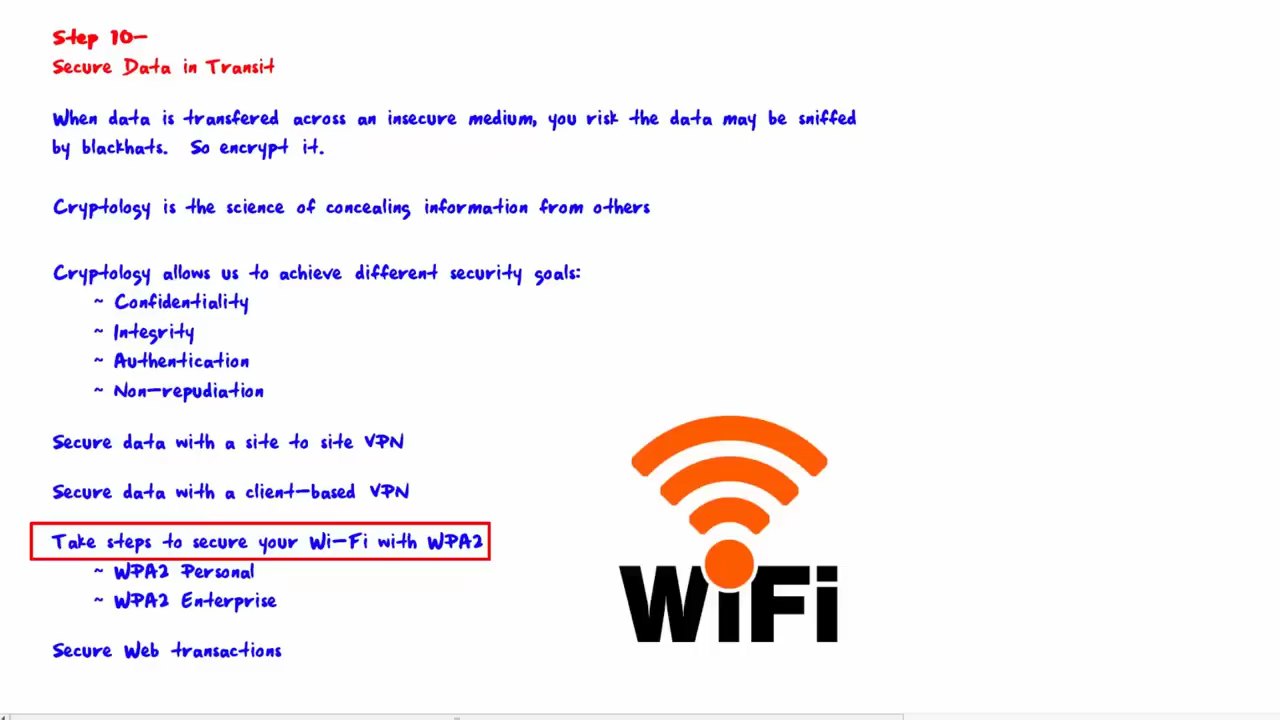 Step 10-
Secure Data in Transit
When data is transfered across an insecure medium, you risk the data may be sniffed
by blackhats. So encrypt it.
Cryptology is the science of concealing information from others
Cryptology allows us to achieve different security goals:
~ Confidentiality
~ Integrity
~ Authentication
~ Non-repudiation
Secure data with a site to site VPN
Secure data with a client-based VPN
Take steps to secure your Wi-Fi with WPA2
~ WPA2 Personal
~ WPA2 Enterprise
Secure Web transactions
WiFi